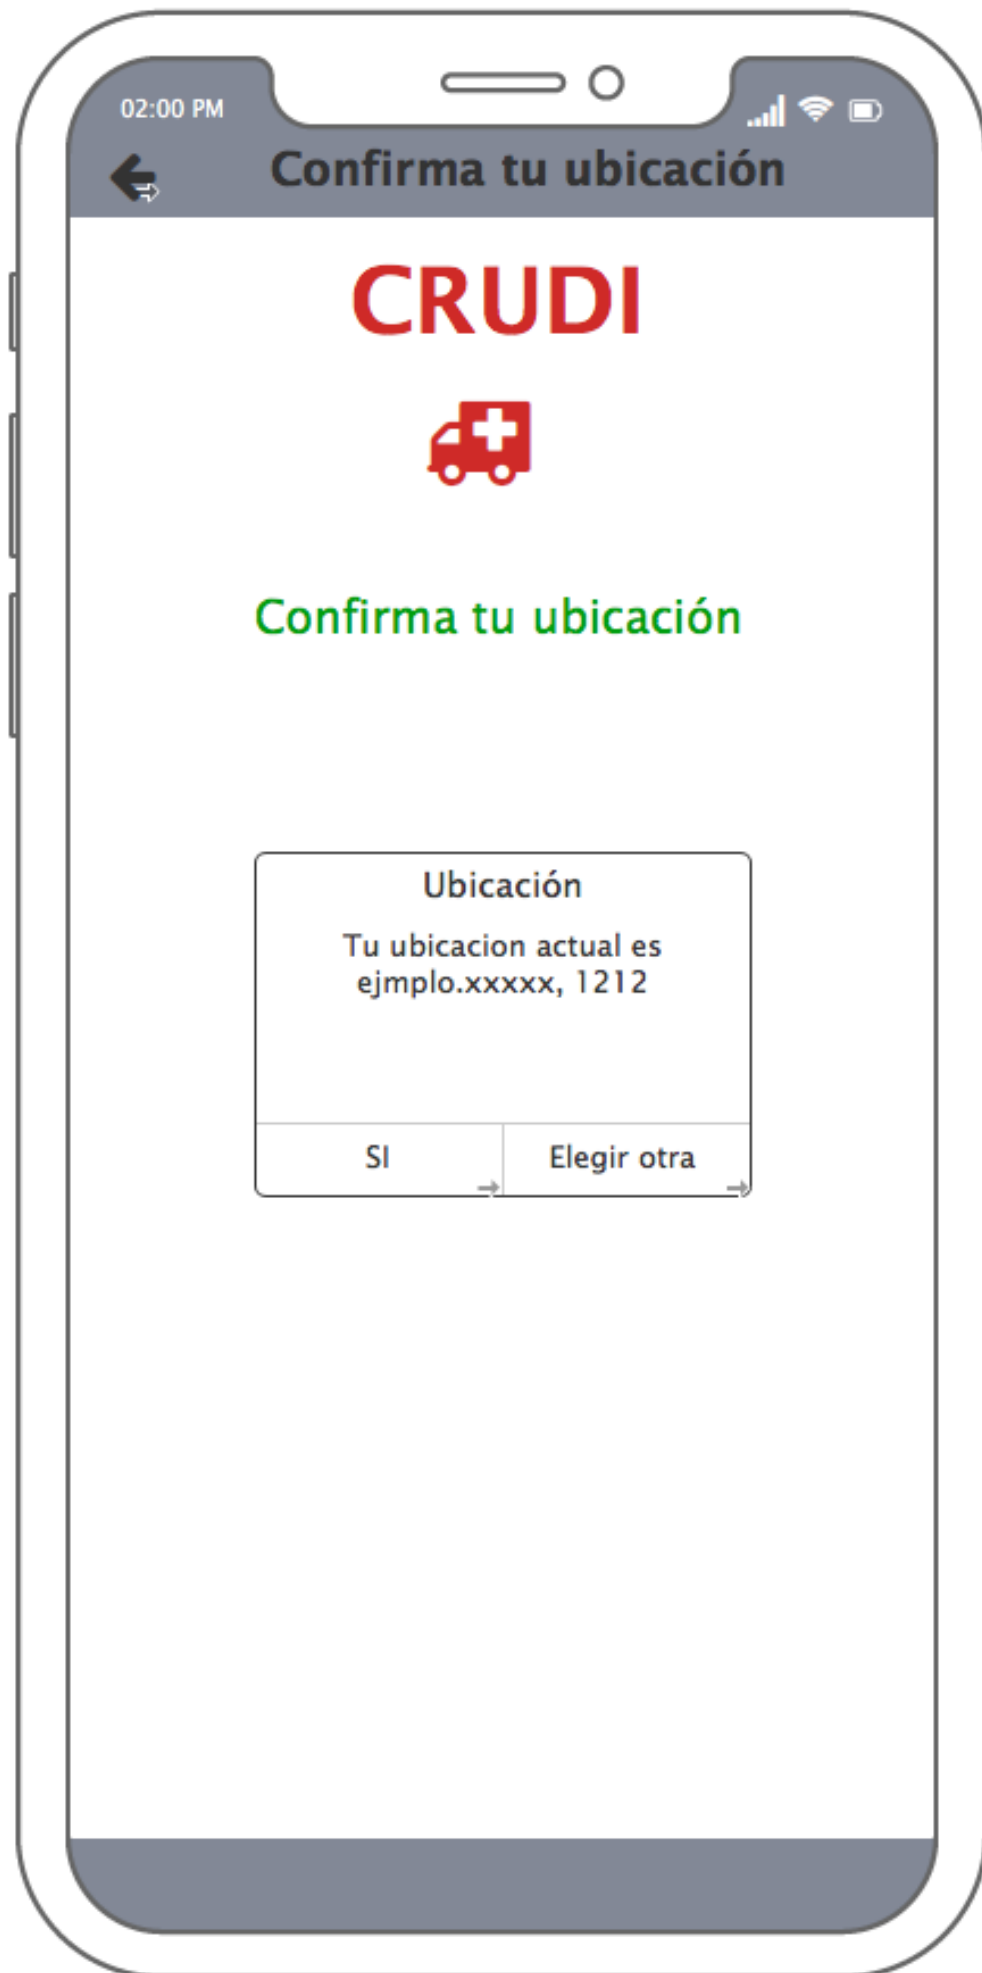 02:00 PM
Confirma tu ubicación
CRUDI
Confirma tu ubicación
Ubicación
Tu ubicacion actual es
ejmplo.xxxxx, 1212
SI
Elegir otra